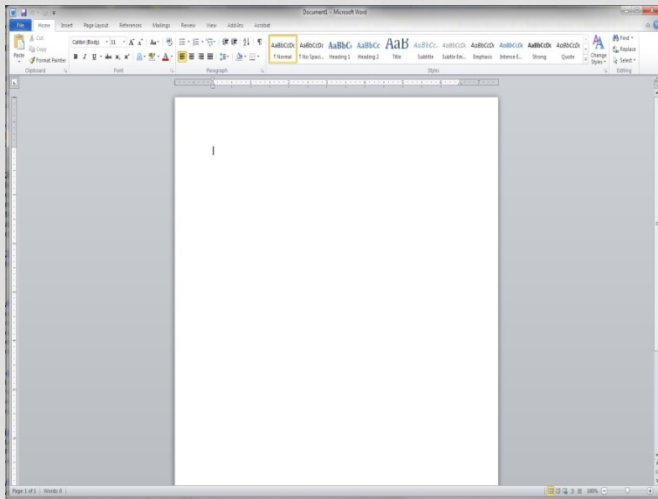 Document1 - Microsoft Word
File Home Insert Page Layout References Mailings Review View Add-Ins Acrobat
Paste Cut Copy Format Painter
Calibri (Body) 11
AaBbCcDc AaBbCcDc AaBbC AaBbCc AaB AaBbCc. AaBbCcDc AaBbCcDc AaBbCcDc AaBbCcDc AaBbCcDc
¶ Normal ¶ No Spaci... Heading 1 Heading 2 Title Subtitle Subtle Em... Emphasis Intense E... Strong Quote
Change Styles
Find Replace Select
Clipboard Font Paragraph Styles Editing
Page 1 of 1 Words: 0 100%